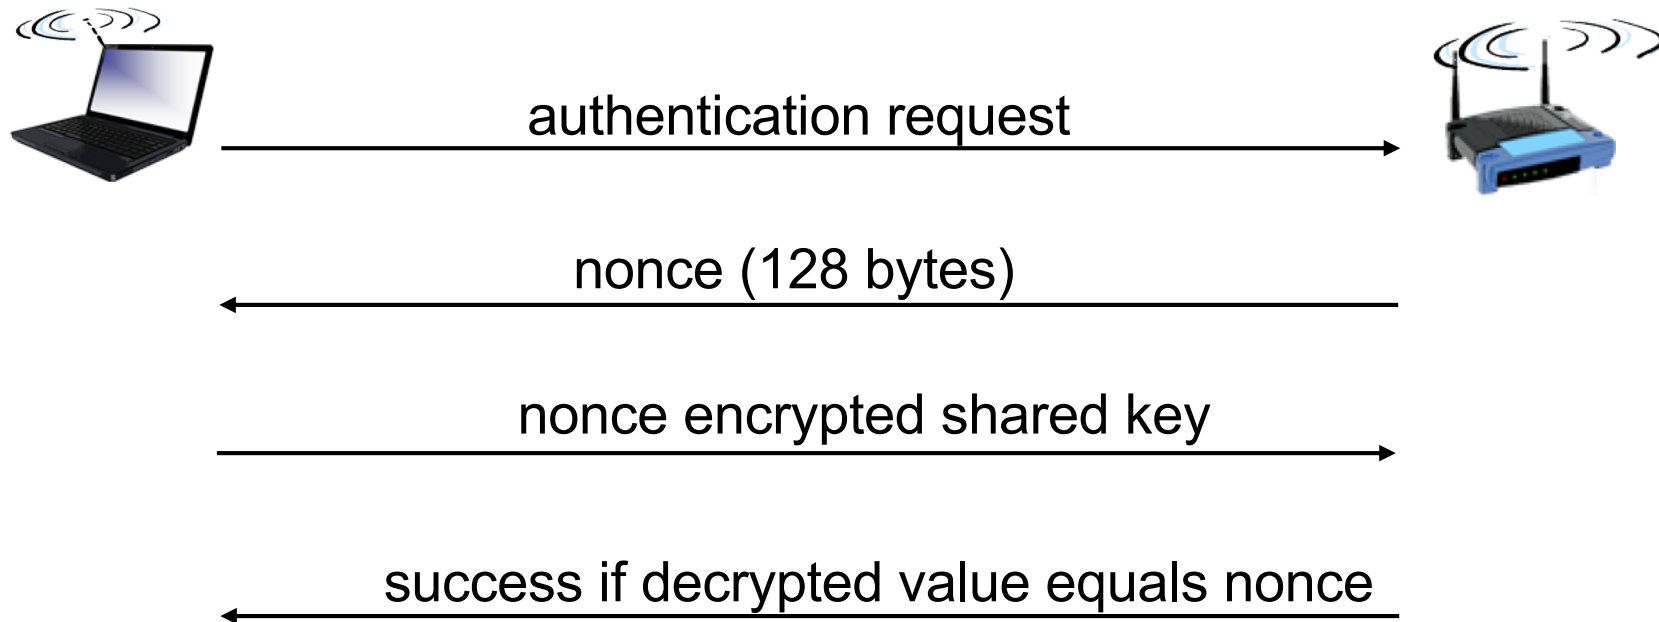 authentication request
nonce (128 bytes)
nonce encrypted shared key
success if decrypted value equals nonce